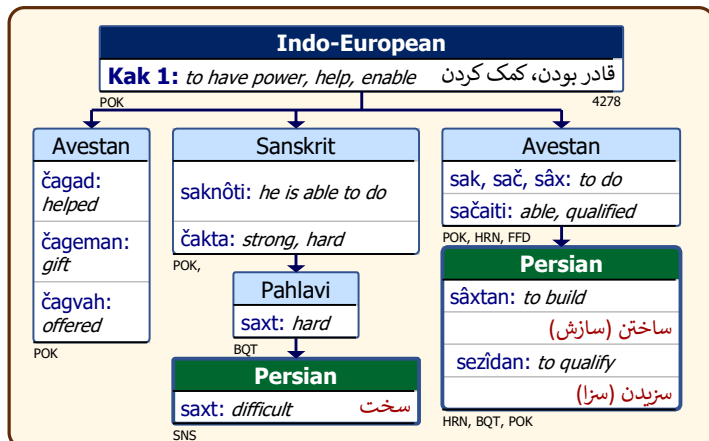 Indo-European
Kak 1: to have power, help, enable قادر بودن، کمک کردن
POK 4278
Avestan
čagad:
helped
čageman:
gift
čagvah:
offered
POK
Sanskrit
saknôti: he is able to do
čakta: strong, hard
POK,
Pahlavi
saxt: hard
BQT
Persian
saxt: difficult سخت
SNS
Avestan
sak, sač, sâx: to do
sačaiti: able, qualified
POK, HRN, FFD
Persian
sâxtan: to build
ساختن (سازش)
sezîdan: to qualify
سزیدن (سزا)
HRN, BQT, POK